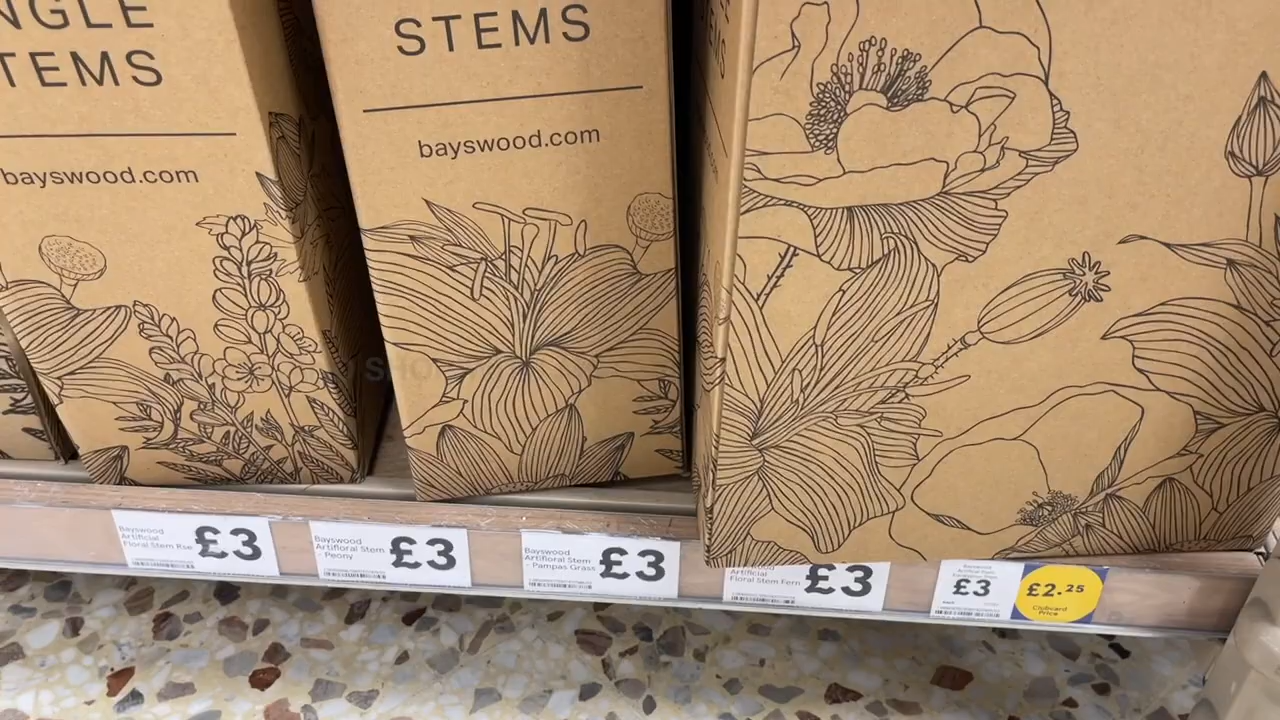 NGLE
TEMS
bayswood.com
STEMS
bayswood.com
Bayswood
Artificial
Floral Stem Rse
£3
Bayswood
Artifloral Stem
- Peony
£3
Bayswood
Artifloral Stem
- Pampas Grass
£3
Artificial
Floral Stem Fern
£3
£3
£2.25
Clubcard
Price